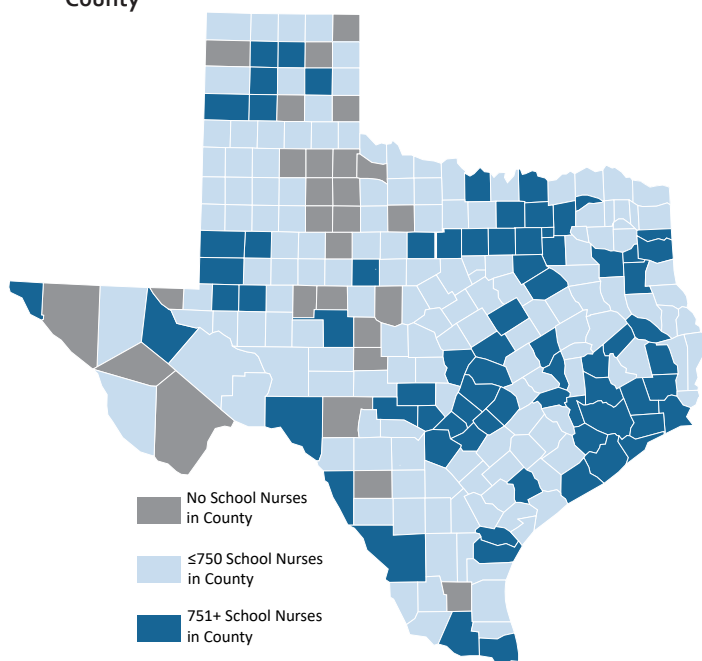 County
No School Nurses
in County
≤750 School Nurses
in County
751+ School Nurses
in County